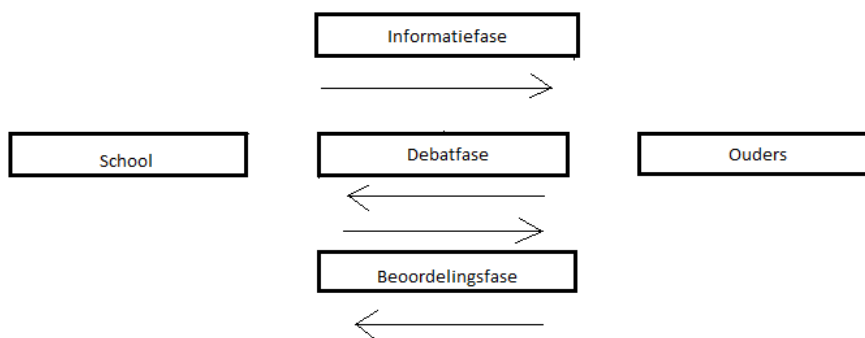 Informatiefase
School
Debatfase
Ouders
Beoordelingsfase